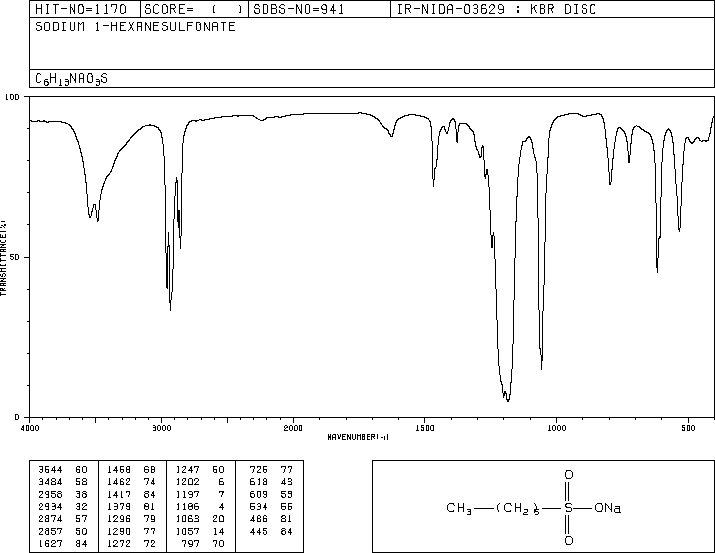 HIT-NO=1170 SCORE= ( ) SDBS-NO=941 IR-NIDA-03629 : KBR DISC
SODIUM 1-HEXANESULFONATE
C6H13NAO3S
100
50
0
TRANSMITTANCE(%)
4000 3000 2000 1500 1000 500
WAVENUMBER(-1)
3544 60 1468 68 1247 50 725 77
3484 58 1462 74 1202 6 618 43
2958 38 1417 84 1197 7 609 53
2934 32 1379 81 1186 4 534 55
2874 57 1296 79 1063 20 486 81
2857 50 1290 77 1057 14 445 84
1627 84 1272 72 797 70
O
CH3 (CH2)5 S ONa
O